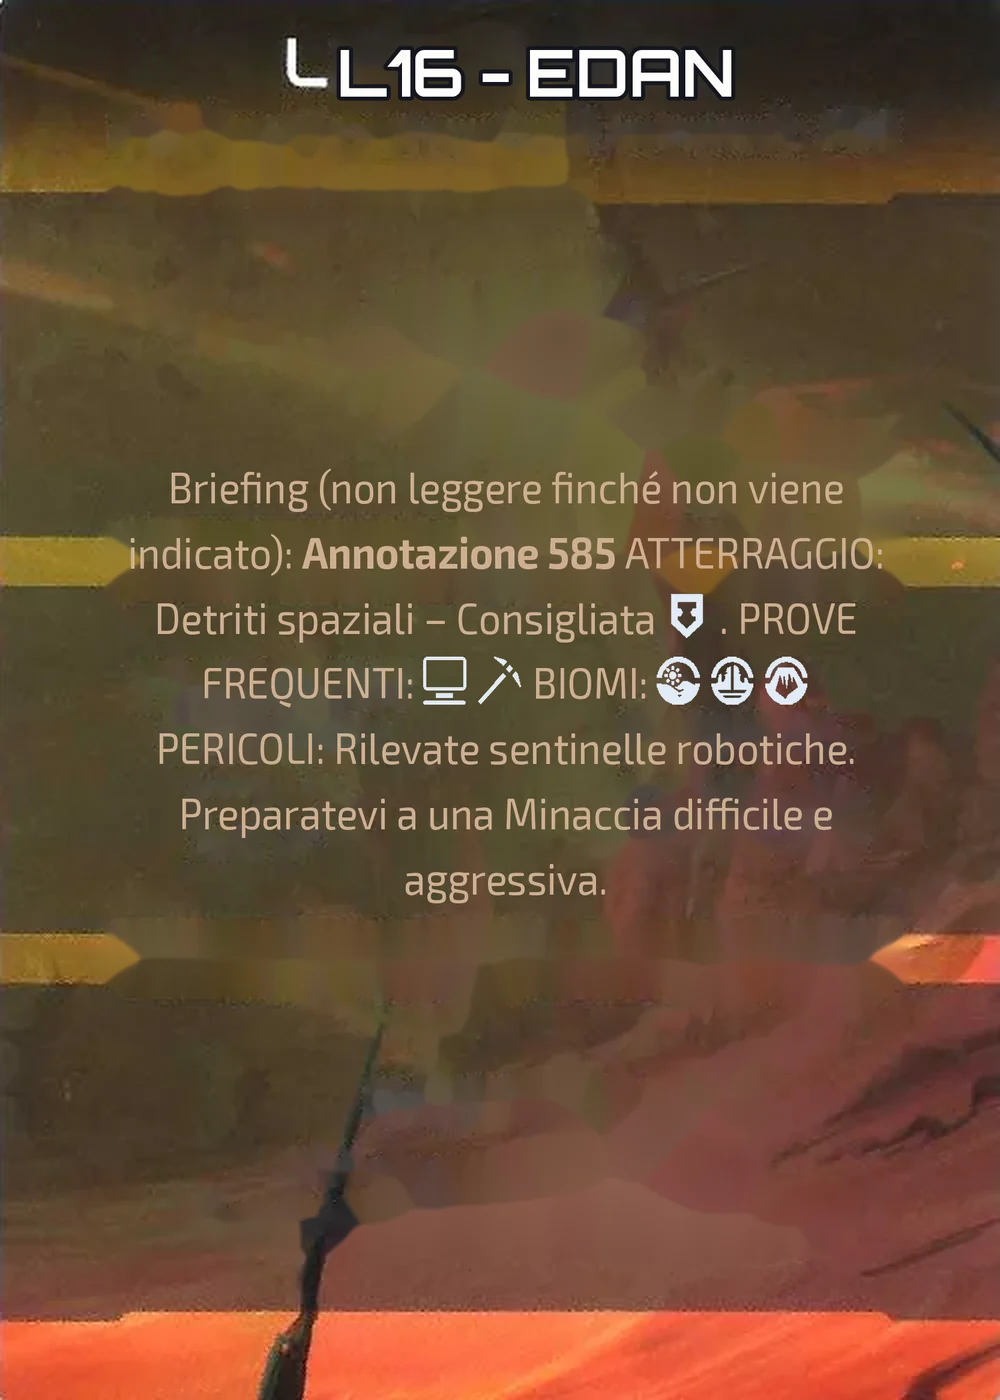 L16 - EDAN
Briefing (non leggere finché non viene
indicato): Annotazione 585 ATTERRAGGIO:
Detriti spaziali – Consigliata . PROVE
FREQUENTI: BIOMI:
PERICOLI: Rilevate sentinelle robotiche.
Preparatevi a una Minaccia difficile e
aggressiva.